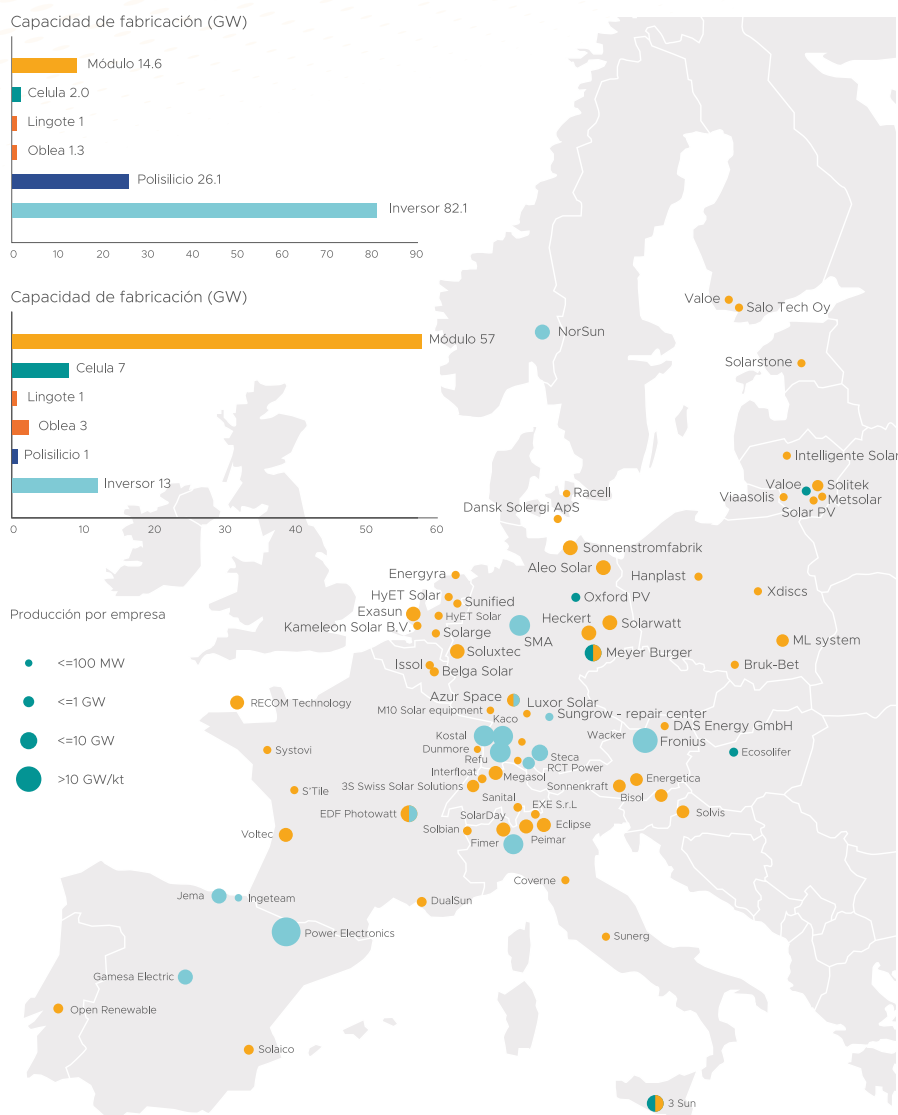 Capacidad de fabricación (GW)
Módulo 14.6
Celula 2.0
Lingote 1
Oblea 1.3
Polisilicio 26.1
Inversor 82.1
0 10 20 30 40 50 60 70 80 90
Capacidad de fabricación (GW)
Módulo 57
Celula 7
Lingote 1
Oblea 3
Polisilicio 1
Inversor 13
0 10 20 30 40 50 60
Producción por empresa
<=100 MW
<=1 GW
<=10 GW
>10 GW/kt
Valoe
Salo Tech Oy
NorSun
Solarstone
Intelligente Solar
Valoe
Solitek
Viaasolis
Metsolar
Solar PV
Racell
Dansk Solergi ApS
Sonnenstromfabrik
Aleo Solar
Energyra
Hanplast
HyET Solar
Sunified
Oxford PV
Xdiscs
Exasun
HyET Solar
Kameleon Solar B.V.
Solarge
SMA
Heckert
Solarwatt
ML system
Soluxtec
Meyer Burger
Issol
Belga Solar
Bruk-Bet
Azur Space
Luxor Solar
RECOM Technology
M10 Solar equipment
Kaco
Sungrow - repair center
DAS Energy GmbH
Kostal
Wacker
Fronius
Systovi
Dunmore
Refu
Steca
Ecosolifer
RCT Power
Interfloat
Megasol
Energetica
3S Swiss Solar Solutions
Sonnenkraft
S'Tile
Sanital
Bisol
EDF Photowatt
EXE S.r.L
SolarDay
Solvis
Voltec
Solbian
Eclipse
Fimer
Peimar
Coverne
Jema
Ingeteam
DualSun
Power Electronics
Sunerg
Gamesa Electric
Open Renewable
Solaico
3 Sun